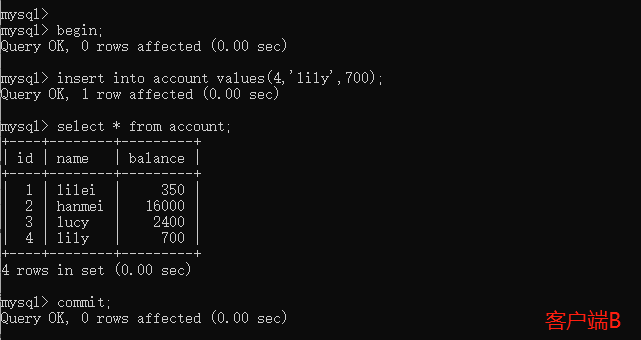 mysql>
mysql> begin;
Query OK, 0 rows affected (0.00 sec)
mysql> insert into account values(4,'lily',700);
Query OK, 1 row affected (0.00 sec)
mysql> select * from account;
+----+--------+---------+
| id | name   | balance |
+----+--------+---------+
|  1 | lilei  |     350 |
|  2 | hanmei |   16000 |
|  3 | lucy   |    2400 |
|  4 | lily   |     700 |
+----+--------+---------+
4 rows in set (0.00 sec)
mysql> commit;
Query OK, 0 rows affected (0.00 sec)
客户端B